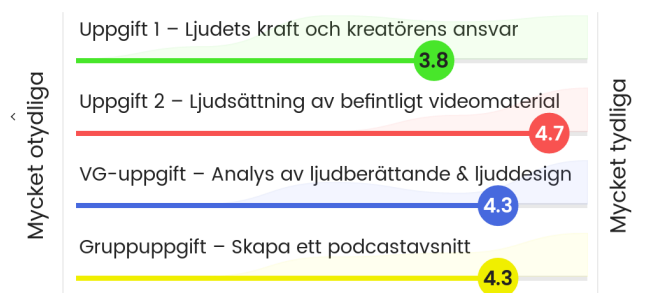 Uppgift 1 – Ljudets kraft och kreatörens ansvar
3.8
Uppgift 2 – Ljudsättning av befintligt videomaterial
4.7
VG-uppgift – Analys av ljudberättande & ljuddesign
4.3
Gruppuppgift – Skapa ett podcastavsnitt
4.3
Mycket otydliga
Mycket tydliga